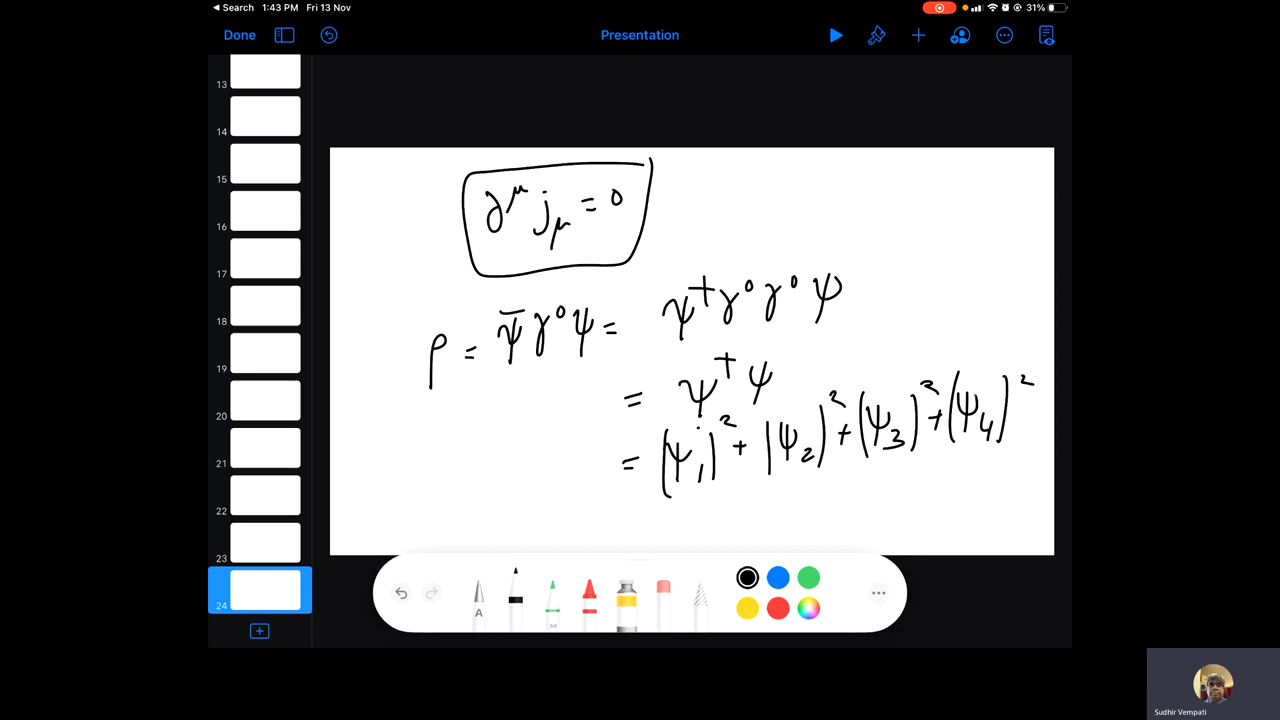 Search 1:43 PM Fri 13 Nov 31%
Done Presentation
13
14
15
16
17
18
19
20
21
22
23
24
∂^μ j_μ = 0
ρ = ψ̄ γ⁰ ψ = ψ† γ⁰ γ⁰ ψ
= ψ† ψ
= |ψ₁|² + |ψ₂|² + |ψ₃|² + |ψ₄|²
A
Sudhir Vempati